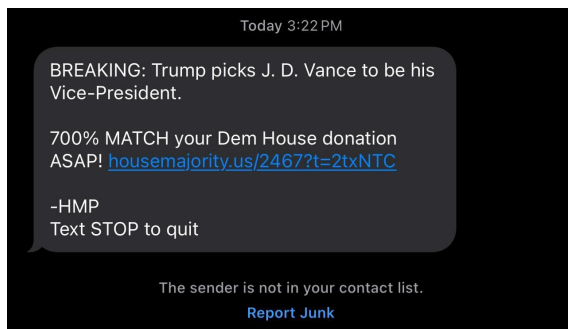 Today 3:22 PM
BREAKING: Trump picks J. D. Vance to be his
Vice-President.
700% MATCH your Dem House donation
ASAP! housemajority.us/2467?t=2txNTC
-HMP
Text STOP to quit
The sender is not in your contact list.
Report Junk